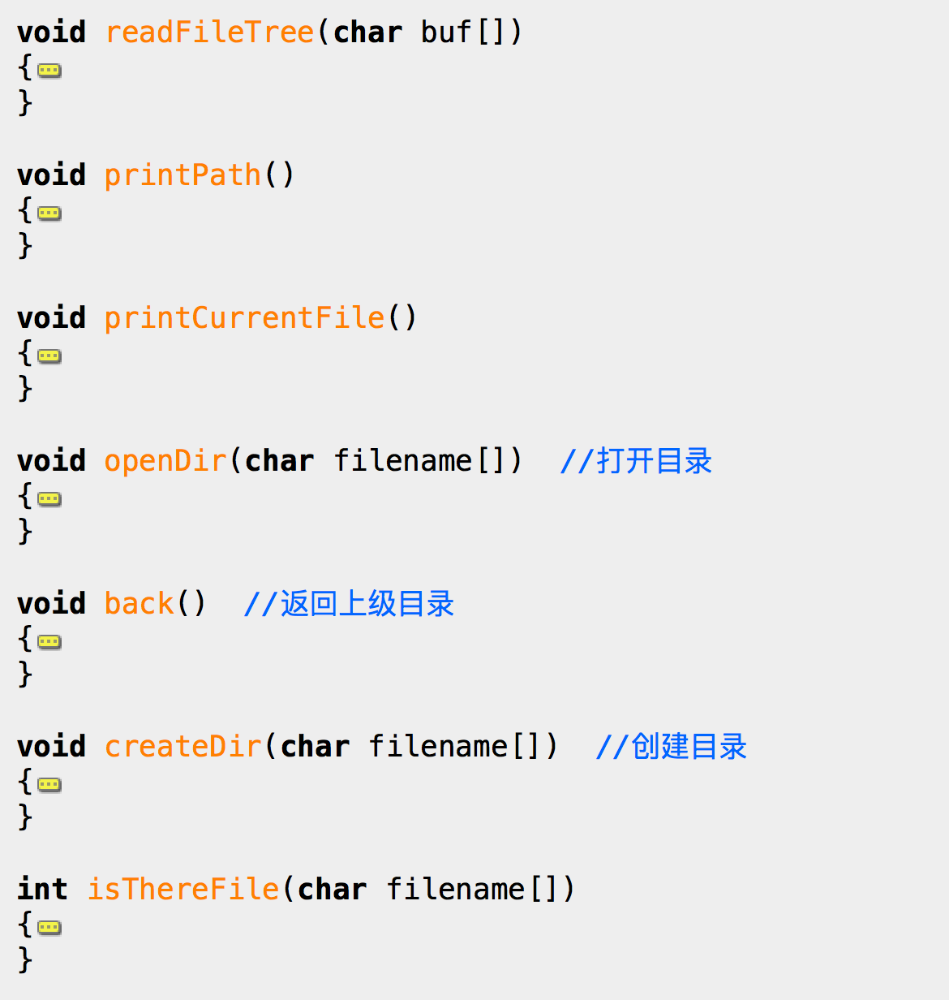 void readFileTree(char buf[])
{
}
void printPath()
{
}
void printCurrentFile()
{
}
void openDir(char filename[])  //打开目录
{
}
void back()  //返回上级目录
{
}
void createDir(char filename[])  //创建目录
{
}
int isThereFile(char filename[])
{
}